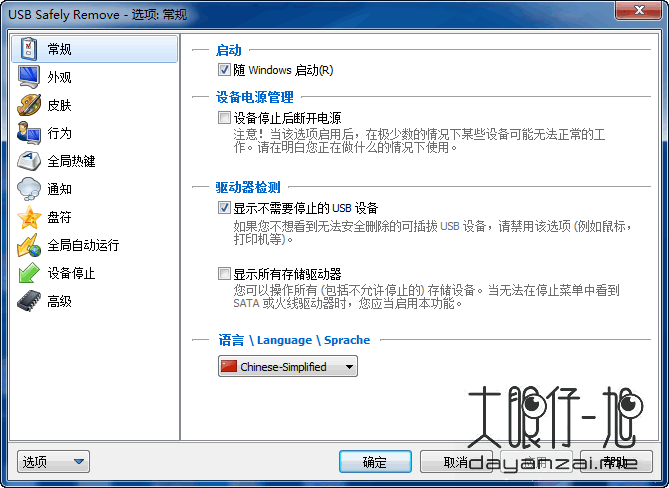 USB Safely Remove - 选项: 常规
常规
外观
皮肤
行为
全局热键
通知
盘符
全局自动运行
设备停止
高级
启动
随 Windows 启动(R)
设备电源管理
设备停止后断开电源
注意！当该选项启用后，在极少数的情况下某些设备可能无法正常的工
作。请在明白您正在做什么的情况下使用。
驱动器检测
显示不需要停止的 USB 设备
如果您不想看到无法安全删除的可插拔 USB 设备，请禁用该选项 (例如鼠标，
打印机等)。
显示所有存储驱动器
您可以操作所有 (包括不允许停止的) 存储设备。当无法在停止菜单中看到
SATA 或火线驱动器时，您应当启用本功能。
语言 \ Language \ Sprache
Chinese-Simplified
大眼仔~旭
dayanzai.me
选项
确定
取消
应用
帮助